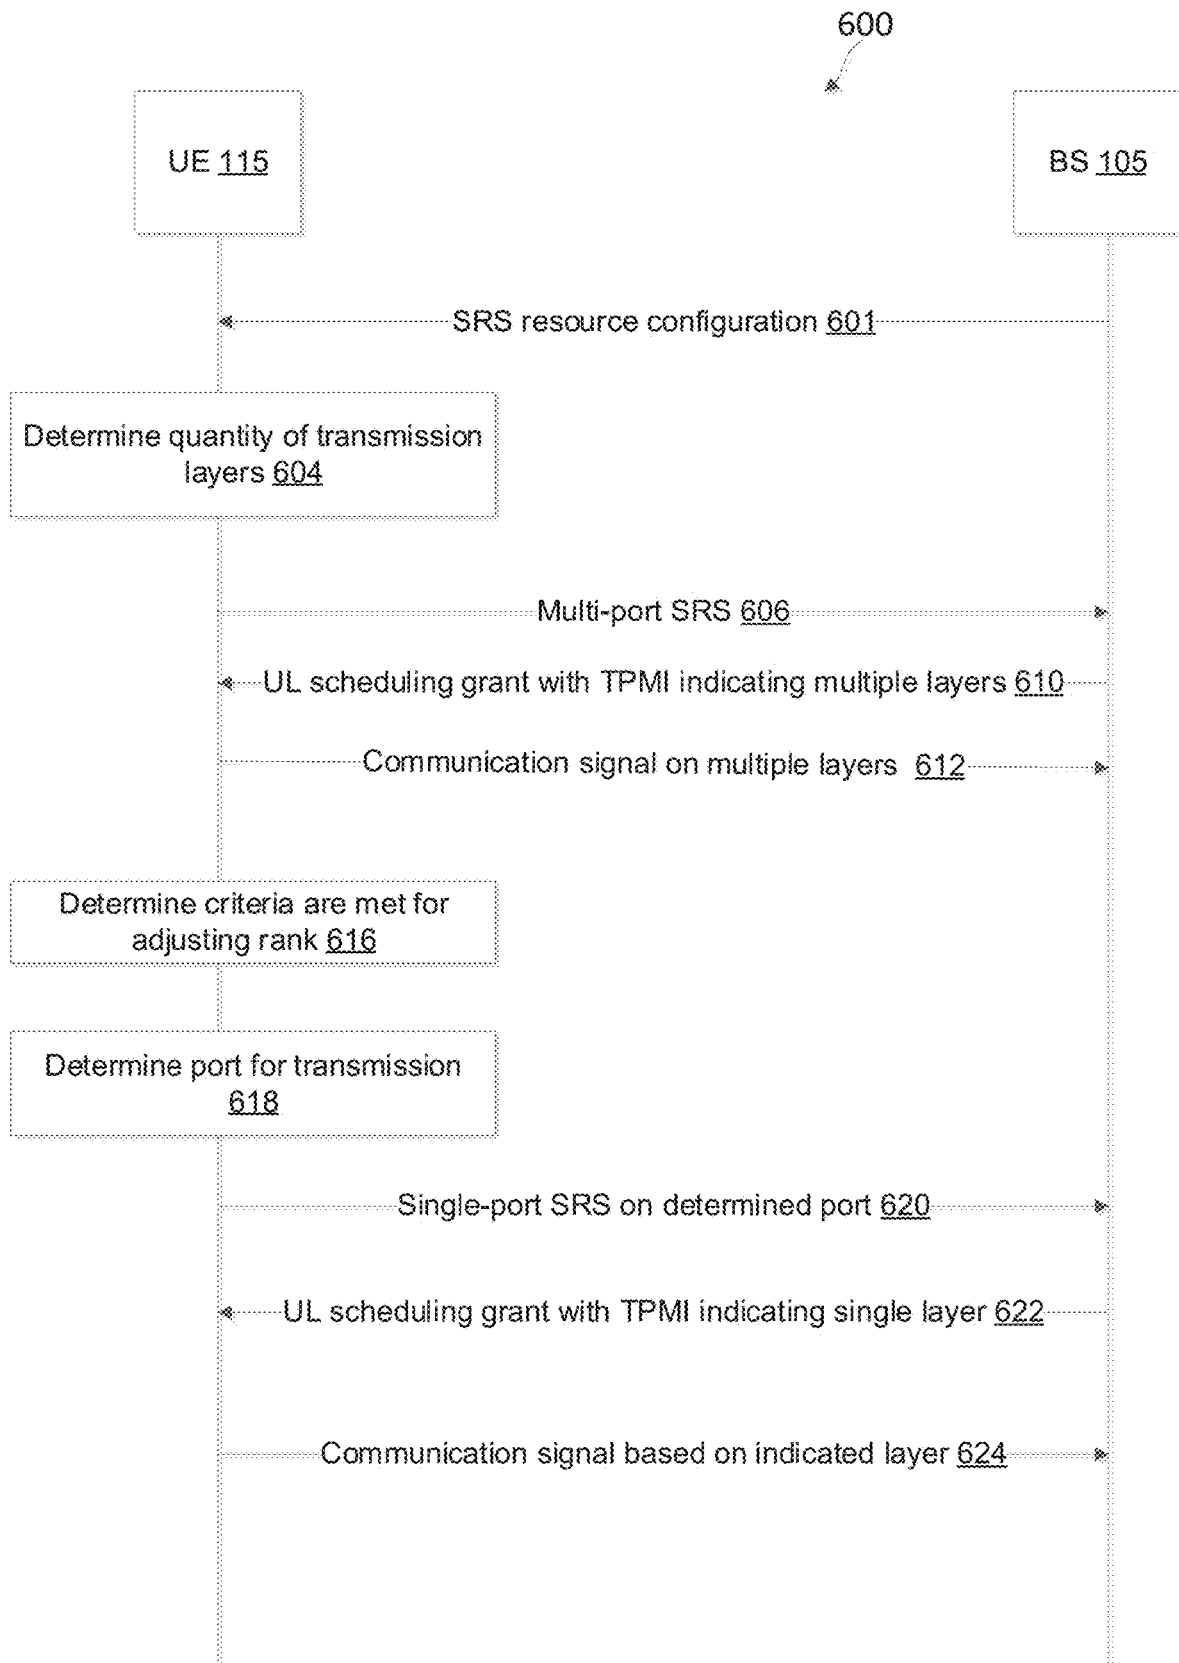 600
UE 115
BS 105
SRS resource configuration 601
Determine quantity of transmission
layers 604
Multi-port SRS 606
UL scheduling grant with TPMI indicating multiple layers 610
Communication signal on multiple layers 612
Determine criteria are met for
adjusting rank 616
Determine port for transmission
618
Single-port SRS on determined port 620
UL scheduling grant with TPMI indicating single layer 622
Communication signal based on indicated layer 624